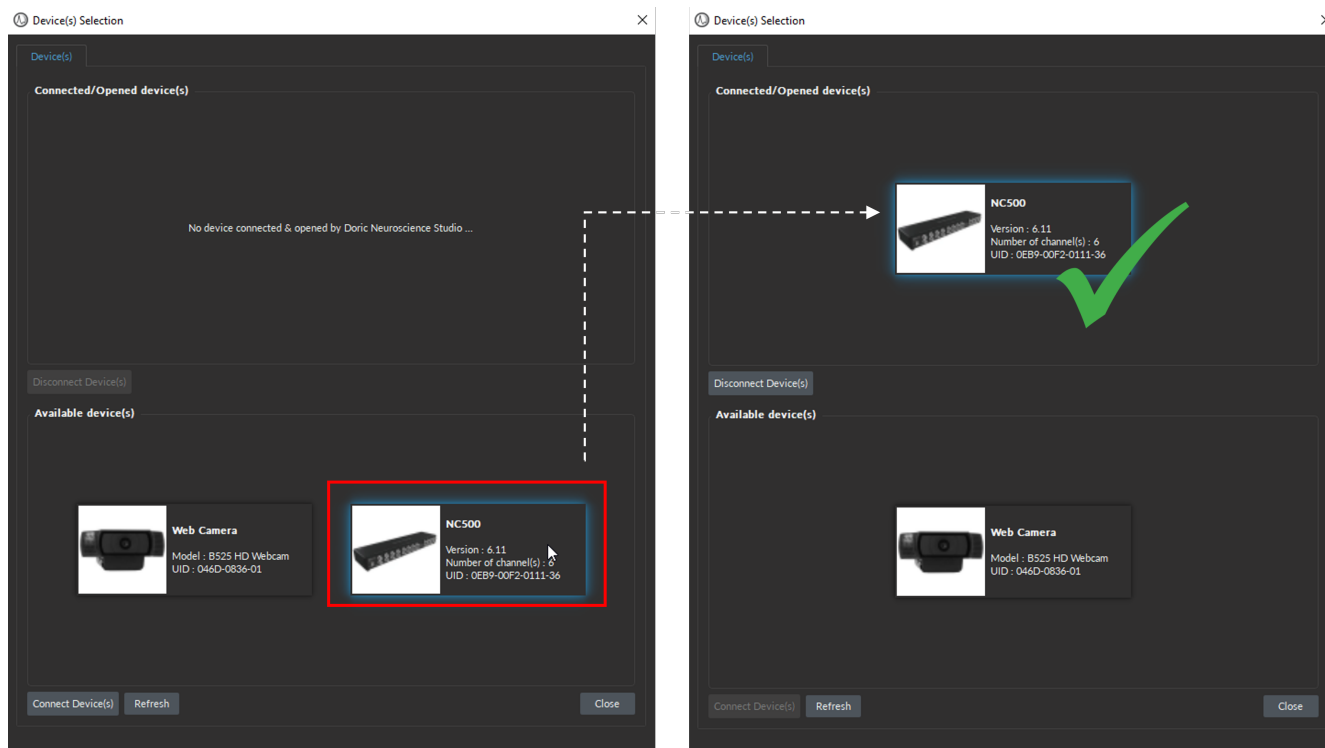 Device(s) Selection
Device(s)
Connected/Opened device(s)
No device connected & opened by Doric Neuroscience Studio ...
Disconnect Device(s)
Available device(s)
Web Camera
Model : B525 HD Webcam
UID : 046D-0836-01
NC500
Version : 6.11
Number of channel(s) : 6
UID : 0EB9-00F2-0111-36
Connect Device(s)
Refresh
Close
Device(s) Selection
Device(s)
Connected/Opened device(s)
NC500
Version : 6.11
Number of channel(s) : 6
UID : 0EB9-00F2-0111-36
Disconnect Device(s)
Available device(s)
Web Camera
Model : B525 HD Webcam
UID : 046D-0836-01
Connect Device(s)
Refresh
Close